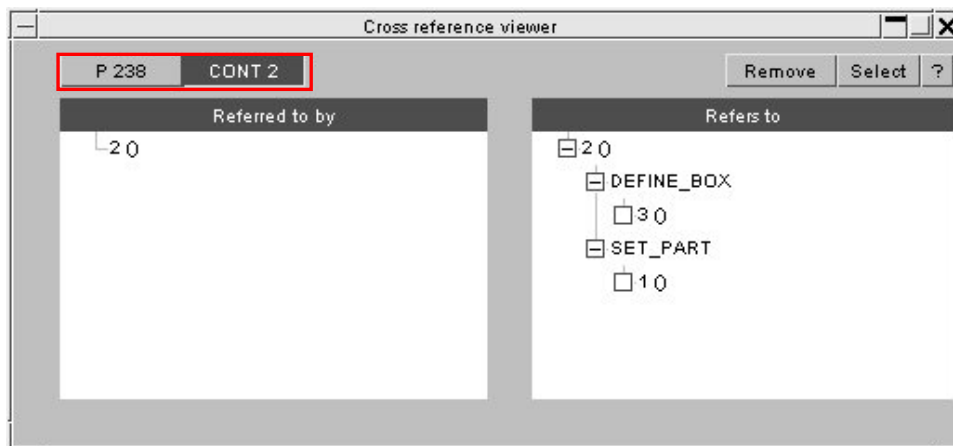 Cross reference viewer
P 238 CONT 2 Remove Select ?
Referred to by Refers to
2 () 2 ()
DEFINE_BOX
3 ()
SET_PART
1 ()